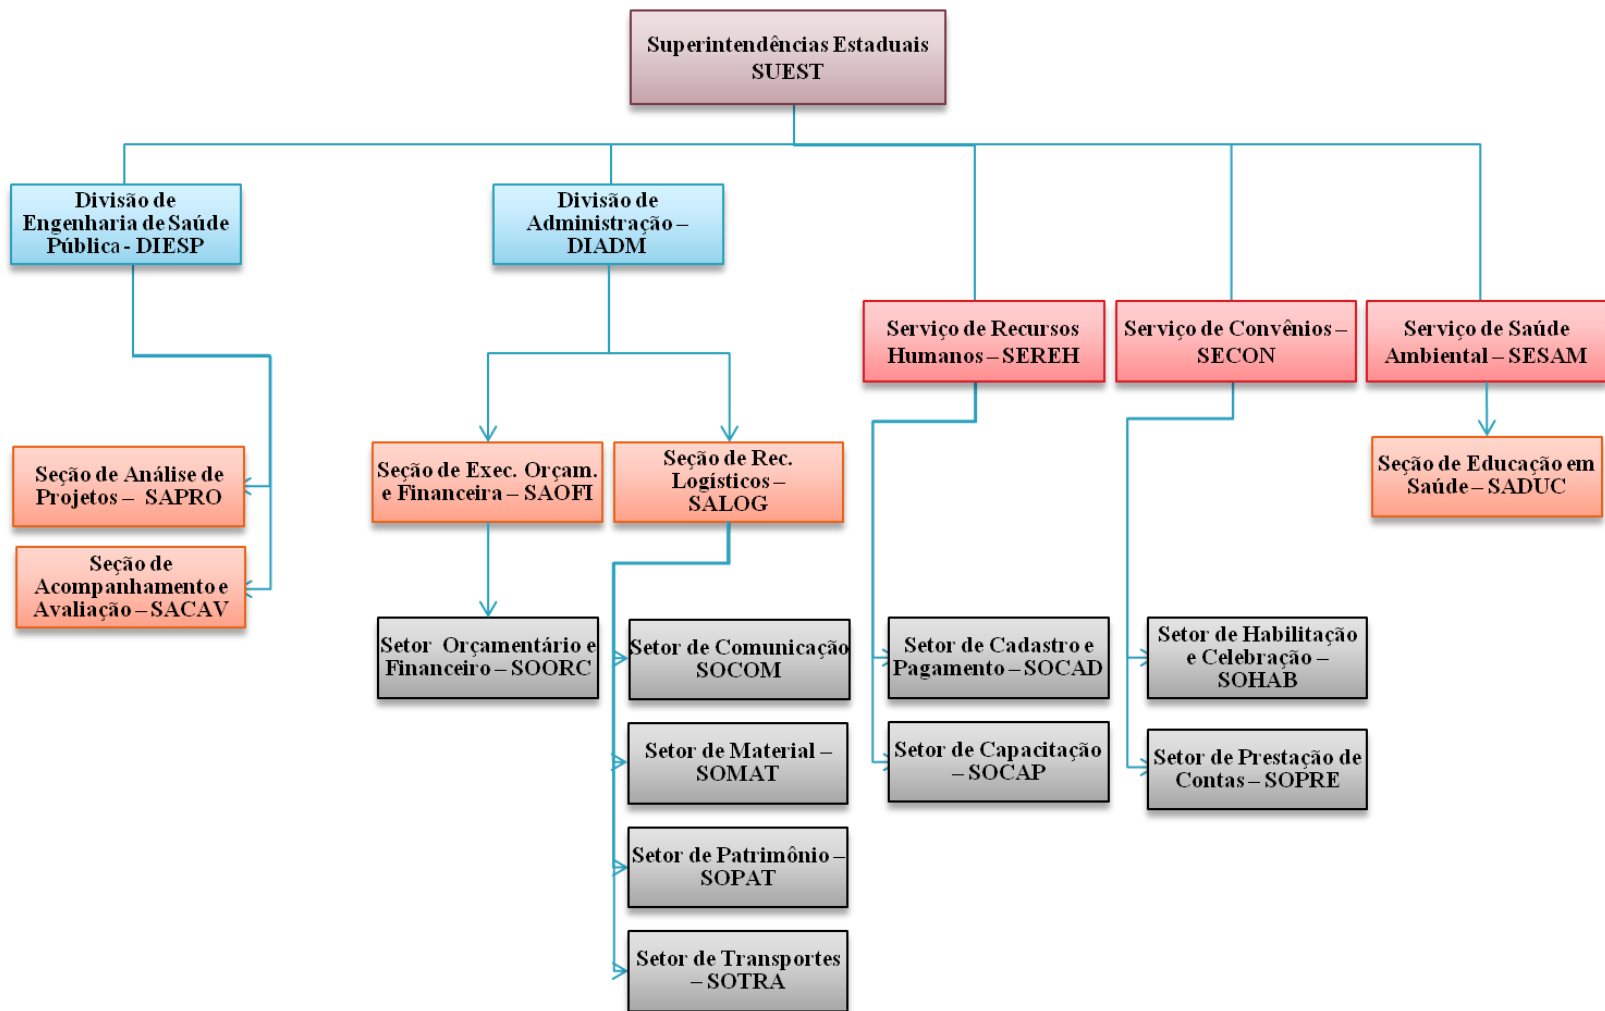 Superintendências Estaduais
SUEST
Divisão de
Engenharia de Saúde
Pública - DIESP
Divisão de
Administração –
DIADM
Serviço de Recursos
Humanos – SEREH
Serviço de Convênios –
SECON
Serviço de Saúde
Ambiental – SESAM
Seção de Análise de
Projetos – SAPRO
Seção de Exec. Orçam.
e Financeira – SAOFI
Seção de Rec.
Logísticos –
SALOG
Seção de Educação em
Saúde – SADUC
Seção de
Acompanhamento e
Avaliação – SACAV
Setor Orçamentário e
Financeiro – SOORC
Setor de Comunicação
SOCOM
Setor de Cadastro e
Pagamento – SOCAD
Setor de Habilitação
e Celebração –
SOHAB
Setor de Material –
SOMAT
Setor de Capacitação
– SOCAP
Setor de Prestação de
Contas – SOPRE
Setor de Patrimônio –
SOPAT
Setor de Transportes
– SOTRA